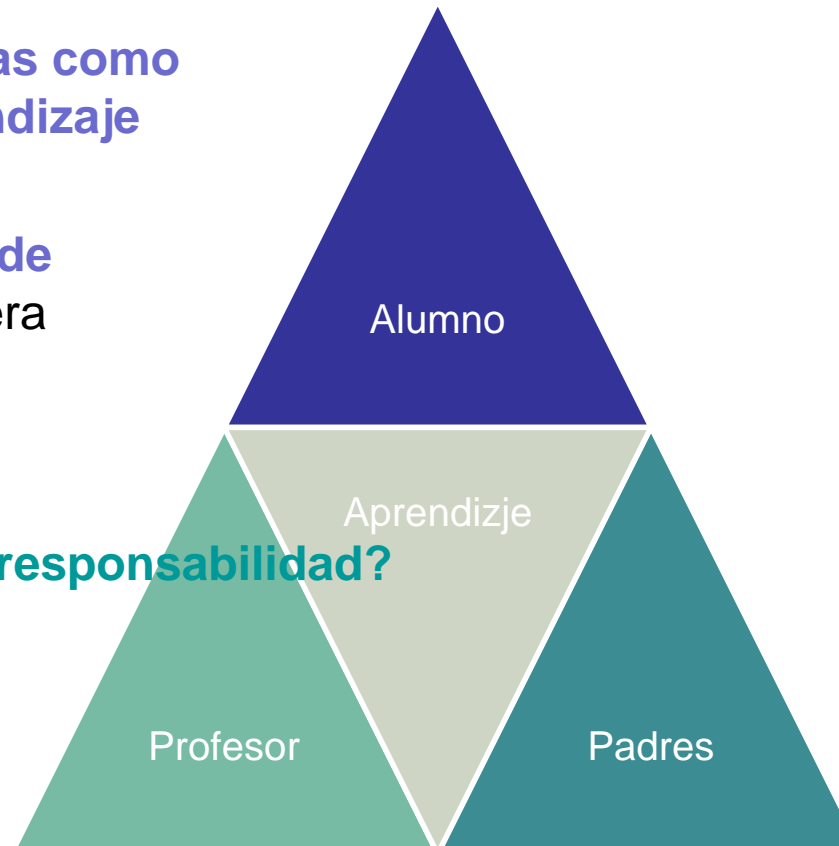 as como
ndizaje
de
era
Alumno
Aprendizje
responsabilidad?
Profesor
Padres